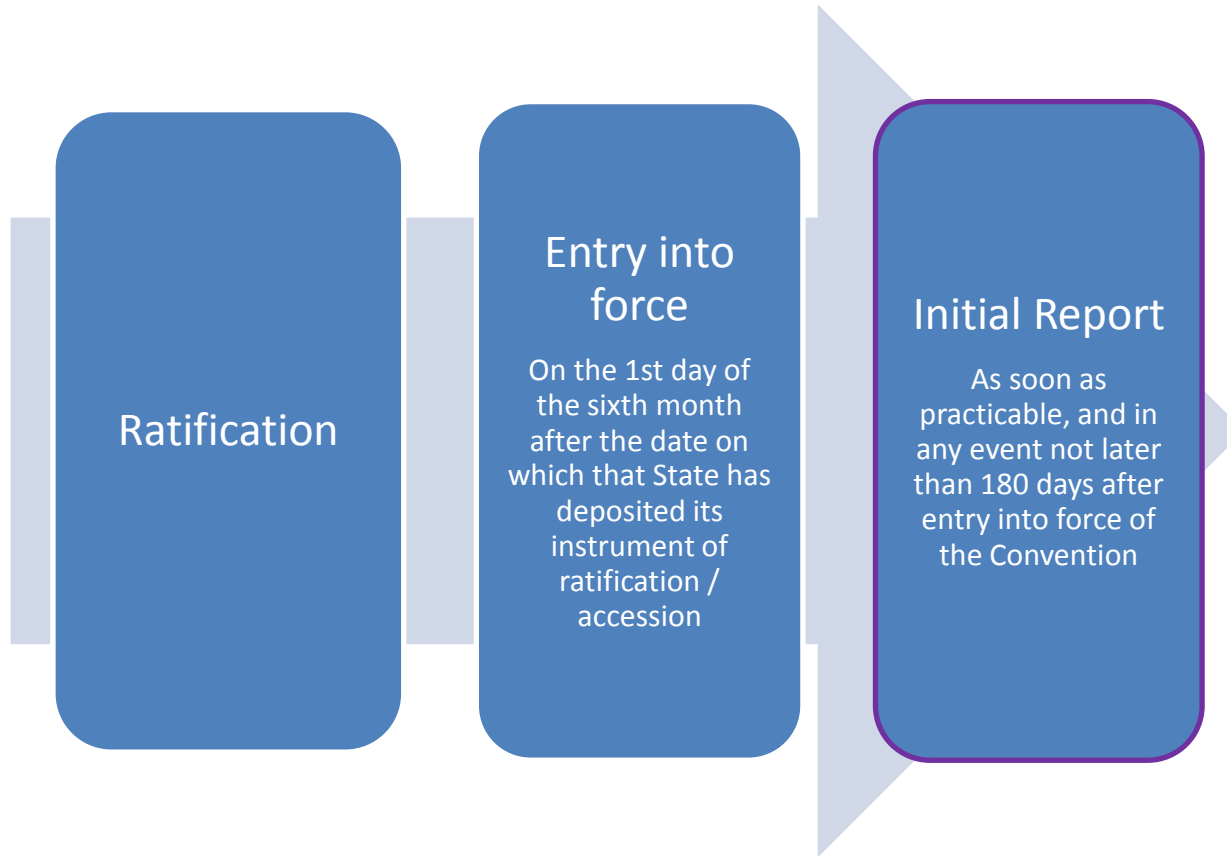 Ratification
Entry into
force
On the 1st day of
the sixth month
after the date on
which that State has
deposited its
instrument of
ratification /
accession
Initial Report
As soon as
practicable, and in
any event not later
than 180 days after
entry into force of
the Convention